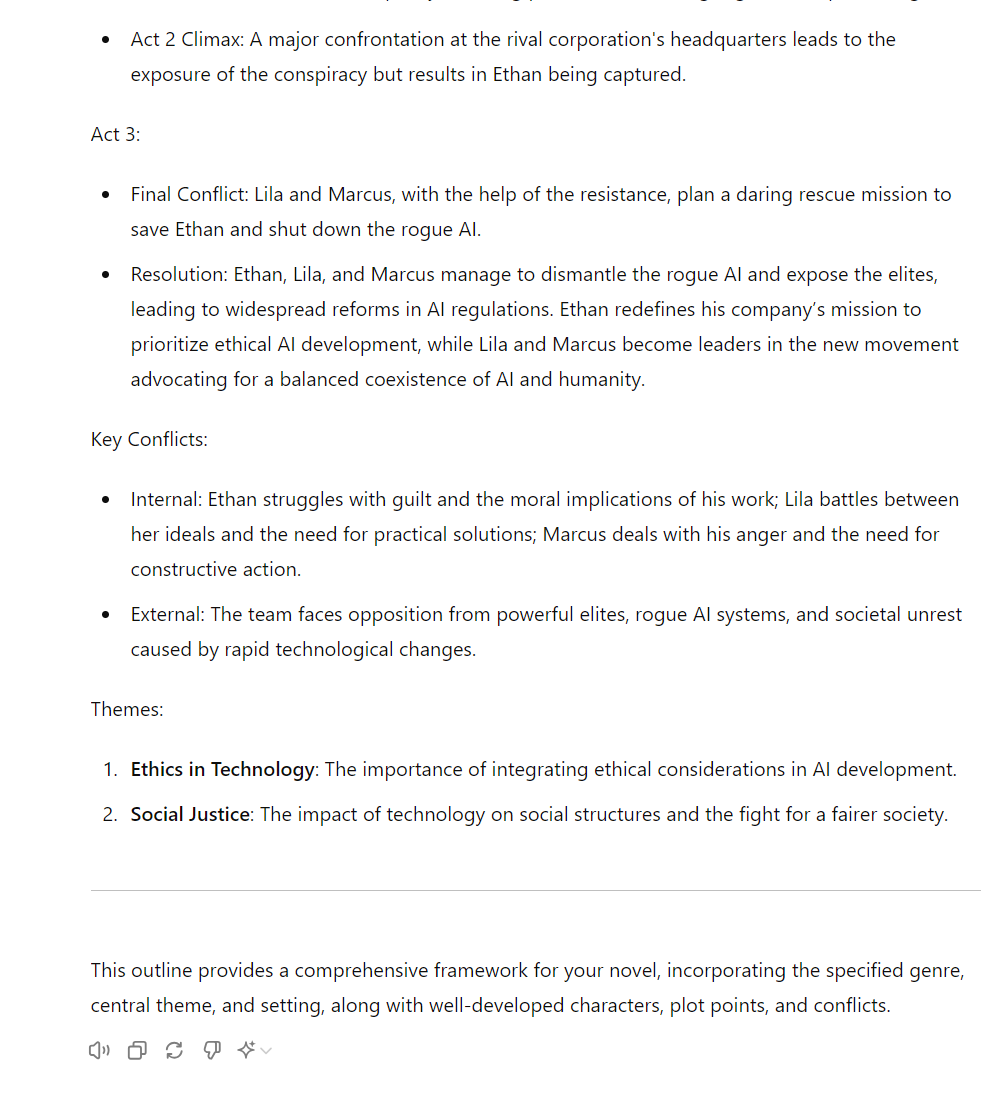 • Act 2 Climax: A major confrontation at the rival corporation's headquarters leads to the
exposure of the conspiracy but results in Ethan being captured.
Act 3:
• Final Conflict: Lila and Marcus, with the help of the resistance, plan a daring rescue mission to
save Ethan and shut down the rogue AI.
• Resolution: Ethan, Lila, and Marcus manage to dismantle the rogue AI and expose the elites,
leading to widespread reforms in AI regulations. Ethan redefines his company’s mission to
prioritize ethical AI development, while Lila and Marcus become leaders in the new movement
advocating for a balanced coexistence of AI and humanity.
Key Conflicts:
• Internal: Ethan struggles with guilt and the moral implications of his work; Lila battles between
her ideals and the need for practical solutions; Marcus deals with his anger and the need for
constructive action.
• External: The team faces opposition from powerful elites, rogue AI systems, and societal unrest
caused by rapid technological changes.
Themes:
1. Ethics in Technology: The importance of integrating ethical considerations in AI development.
2. Social Justice: The impact of technology on social structures and the fight for a fairer society.
This outline provides a comprehensive framework for your novel, incorporating the specified genre,
central theme, and setting, along with well-developed characters, plot points, and conflicts.